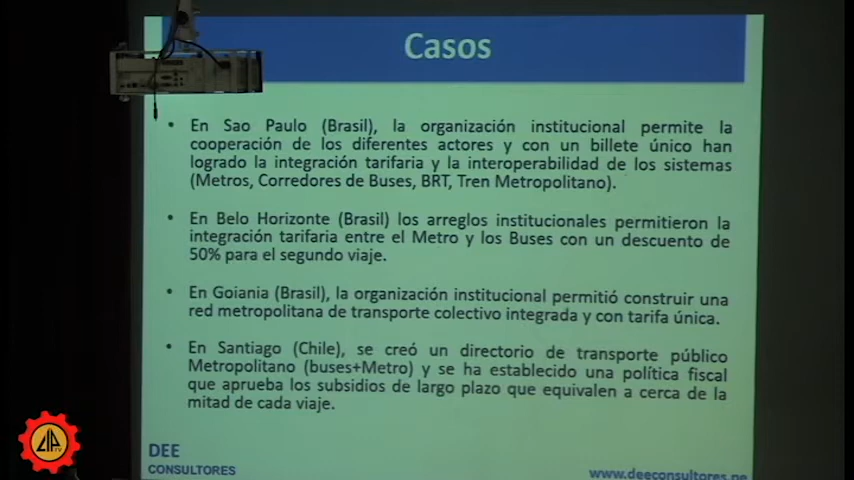 Casos
• En Sao Paulo (Brasil), la organización institucional permite la
cooperación de los diferentes actores y con un billete único han
logrado la integración tarifaria y la interoperabilidad de los sistemas
(Metros, Corredores de Buses, BRT, Tren Metropolitano).
• En Belo Horizonte (Brasil) los arreglos institucionales permitieron la
integración tarifaria entre el Metro y los Buses con un descuento de
50% para el segundo viaje.
• En Goiania (Brasil), la organización institucional permitió construir una
red metropolitana de transporte colectivo integrada y con tarifa única.
• En Santiago (Chile), se creó un directorio de transporte público
Metropolitano (buses+Metro) y se ha establecido una política fiscal
que aprueba los subsidios de largo plazo que equivalen a cerca de la
mitad de cada viaje.
DEE
CONSULTORES
www.deeconsultores.pe